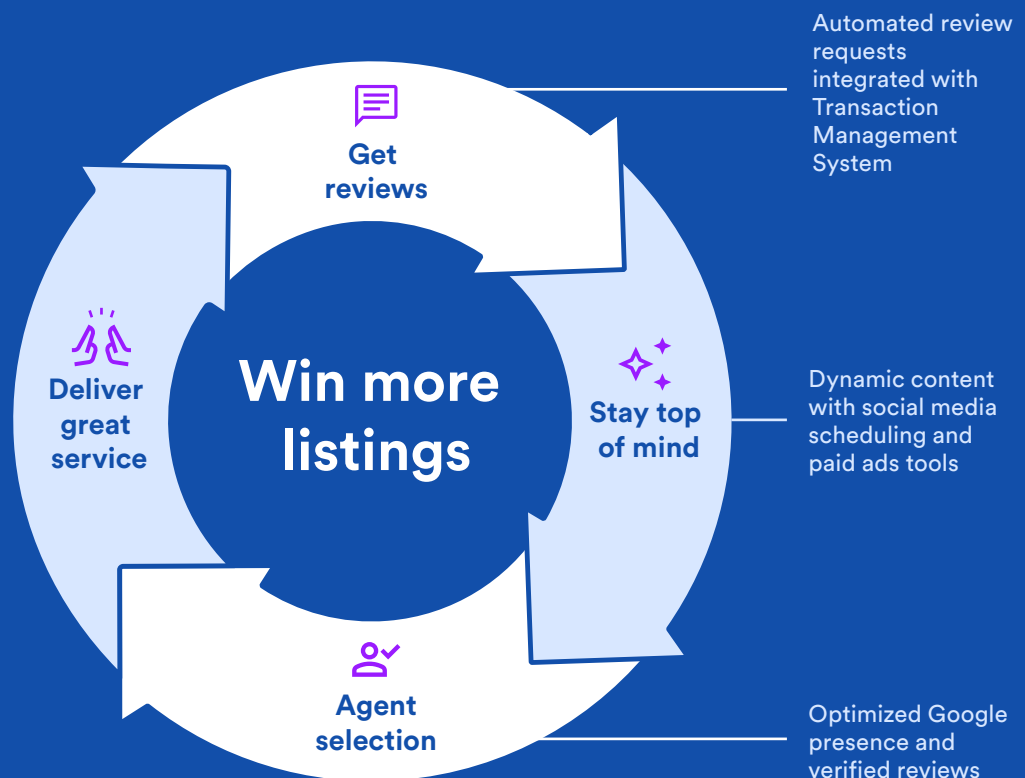 Automated review
requests
integrated with
Transaction
Management
System
Get
reviews
Deliver
great
service
Win more
listings
Stay top
of mind
Dynamic content
with social media
scheduling and
paid ads tools
Agent
selection
Optimized Google
presence and
verified reviews